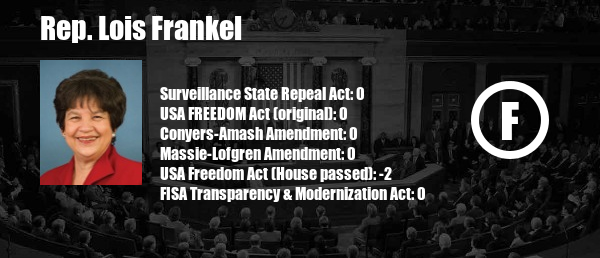 Rep. Lois Frankel
Surveillance State Repeal Act: 0
USA FREEDOM Act (original): 0
Conyers-Amash Amendment: 0
Massie-Lofgren Amendment: 0
USA Freedom Act (House passed): -2
FISA Transparency & Modernization Act: 0
F